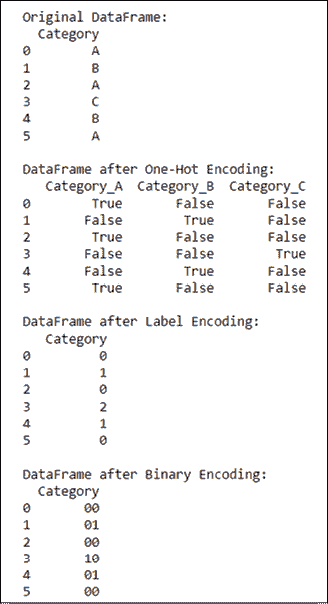 Original DataFrame:
Category
0 A
1 B
2 A
3 C
4 B
5 A
DataFrame after One-Hot Encoding:
Category_A Category_B Category_C
0 True False False
1 False True False
2 True False False
3 False False True
4 False True False
5 True False False
DataFrame after Label Encoding:
Category
0 0
1 1
2 0
3 2
4 1
5 0
DataFrame after Binary Encoding:
Category
0 00
1 01
2 00
3 10
4 01
5 00